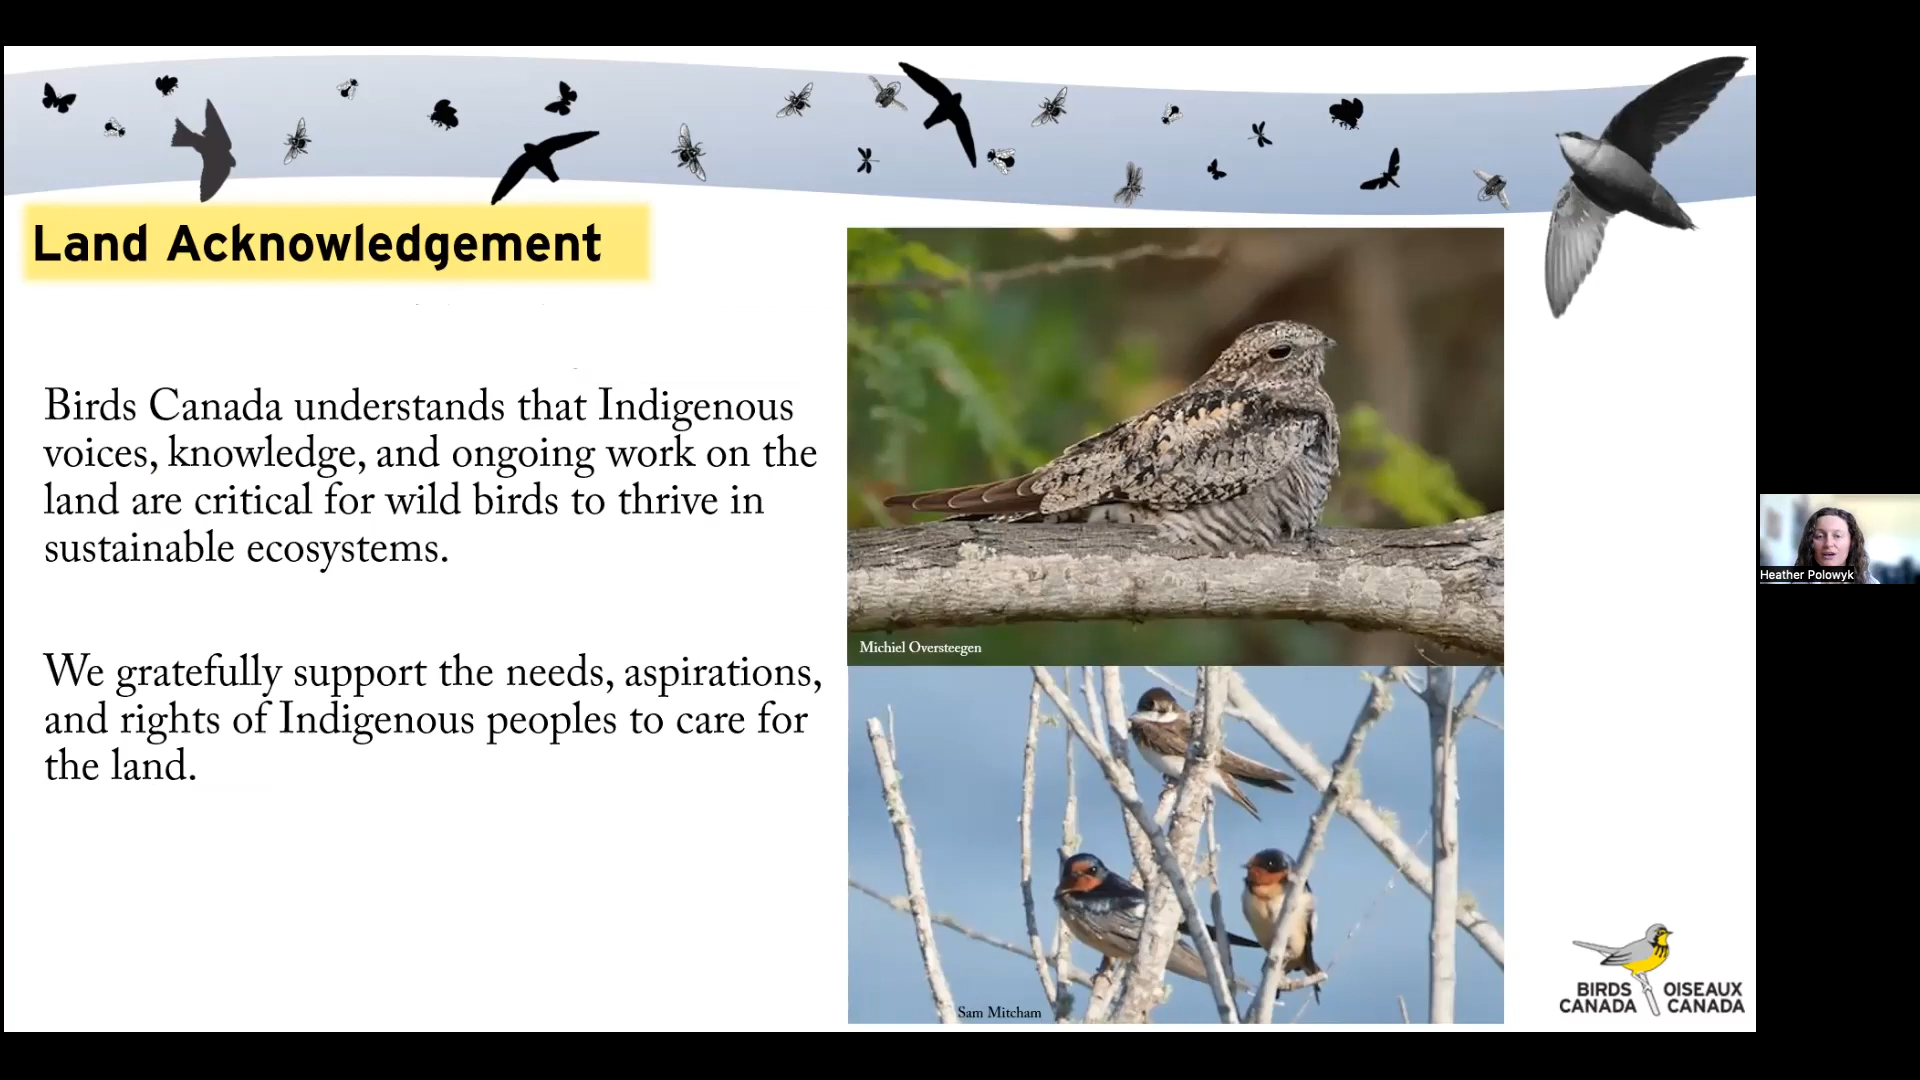 Land Acknowledgement
Birds Canada understands that Indigenous
voices, knowledge, and ongoing work on the
land are critical for wild birds to thrive in
sustainable ecosystems.
We gratefully support the needs, aspirations,
and rights of Indigenous peoples to care for
the land.
Michiel Oversteegen
Sam Mitcham
Heather Polowyk
BIRDS CANADA
OISEAUX CANADA